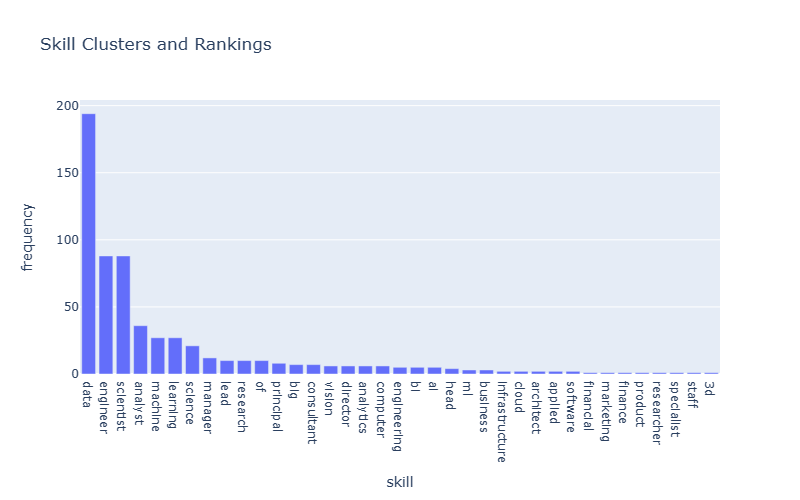 Skill Clusters and Rankings
200
150
100
50
0
frequency
data
engineer
scientist
analyst
machine
learning
science
manager
lead
research
of
principal
big
consultant
vision
director
analytics
computer
engineering
bi
ai
head
ml
business
infrastructure
cloud
architect
applied
software
financial
marketing
finance
product
researcher
specialist
staff
3d
skill